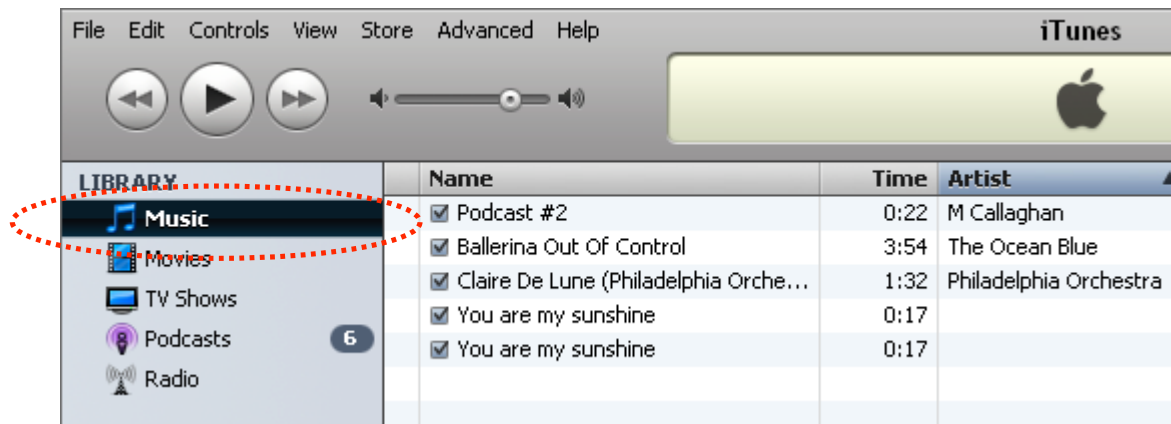 File Edit Controls View Store Advanced Help iTunes
LIBRARY Name Time Artist
Music Podcast #2 0:22 M Callaghan
Movies Ballerina Out Of Control 3:54 The Ocean Blue
TV Shows Claire De Lune (Philadelphia Orche... 1:32 Philadelphia Orchestra
Podcasts 6 You are my sunshine 0:17
Radio You are my sunshine 0:17